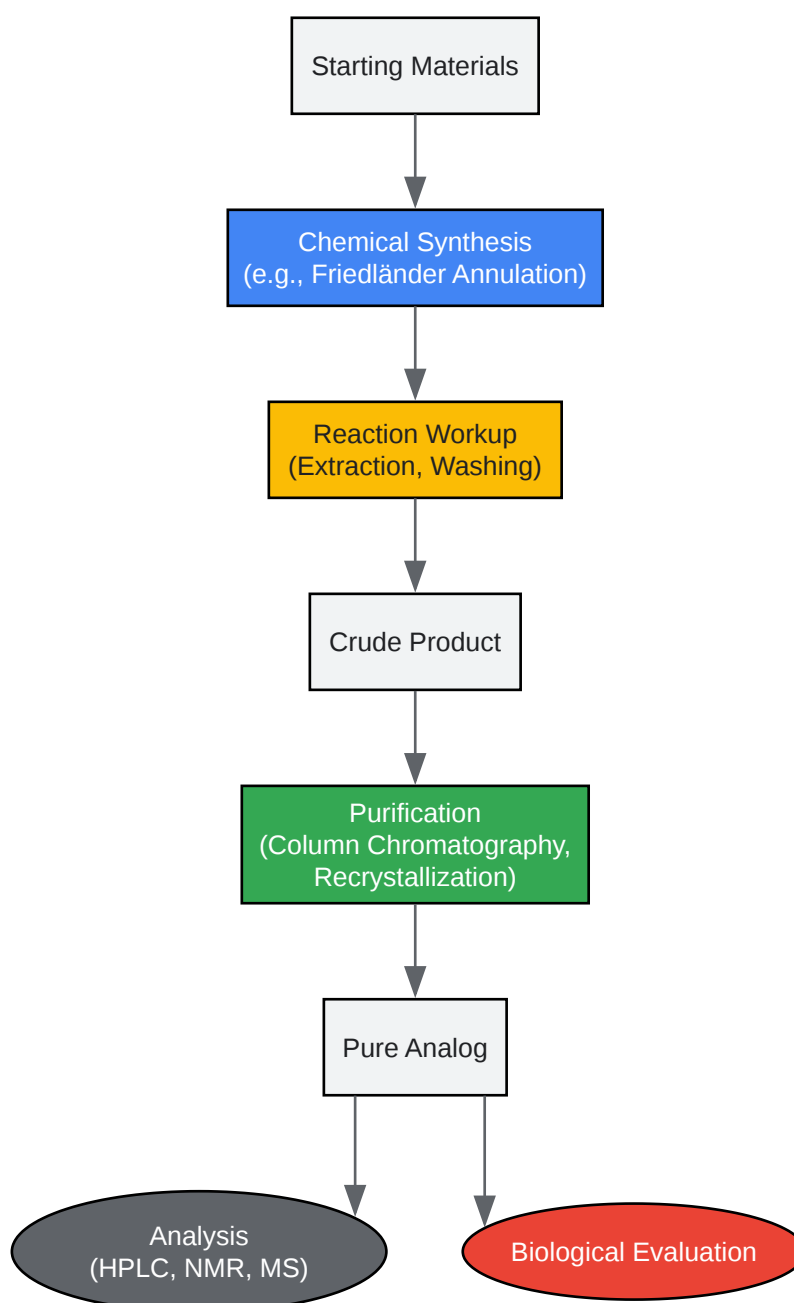 Starting Materials
Chemical Synthesis
(e.g., Friedländer Annulation)
Reaction Workup
(Extraction, Washing)
Crude Product
Purification
(Column Chromatography,
Recrystallization)
Pure Analog
Analysis
(HPLC, NMR, MS)
Biological Evaluation